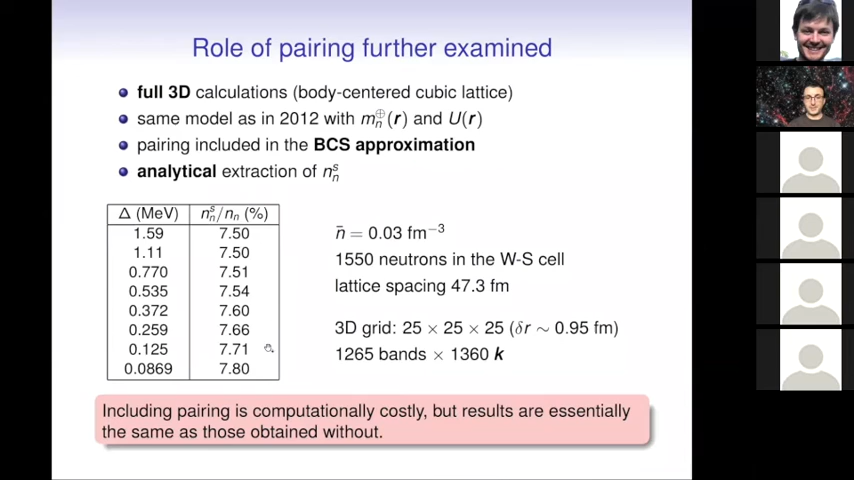 Role of pairing further examined
full 3D calculations (body-centered cubic lattice)
same model as in 2012 with m_n^⊕(r) and U(r)
pairing included in the BCS approximation
analytical extraction of n_n^s
Δ (MeV) n_n^s/n_n (%)
1.59 7.50
1.11 7.50
0.770 7.51
0.535 7.54
0.372 7.60
0.259 7.66
0.125 7.71
0.0869 7.80
n̄ = 0.03 fm⁻³
1550 neutrons in the W-S cell
lattice spacing 47.3 fm
3D grid: 25 × 25 × 25 (δr ∼ 0.95 fm)
1265 bands × 1360 k
Including pairing is computationally costly, but results are essentially
the same as those obtained without.